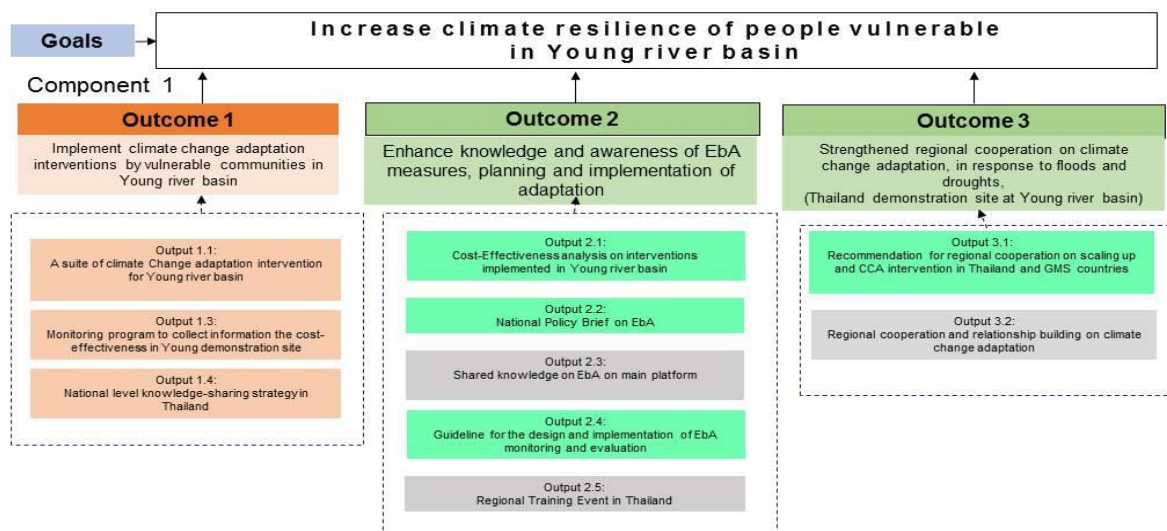 Goals
Increase climate resilience of people vulnerable
in Young river basin
Component 1
Outcome 1
Implement climate change adaptation
interventions by vulnerable communities in
Young river basin
Output 1.1:
A suite of climate Change adaptation intervention
for Young river basin
Output 1.3:
Monitoring program to collect information the cost-
effectiveness in Young demonstration site
Output 1.4:
National level knowledge-sharing strategy in
Thailand
Outcome 2
Enhance knowledge and awareness of EbA
measures, planning and implementation of
adaptation
Output 2.1:
Cost-Effectiveness analysis on interventions
implemented in Young river basin
Output 2.2:
National Policy Brief on EbA
Output 2.3:
Shared knowledge on EbA on main platform
Output 2.4:
Guideline for the design and implementation of EbA
monitoring and evaluation
Output 2.5:
Regional Training Event in Thailand
Outcome 3
Strengthened regional cooperation on climate
change adaptation, in response to floods and
droughts,
(Thailand demonstration site at Young river basin)
Output 3.1:
Recommendation for regional cooperation on scaling
up and CCA intervention in Thailand and GMS
countries
Output 3.2:
Regional cooperation and relationship building on climate
change adaptation